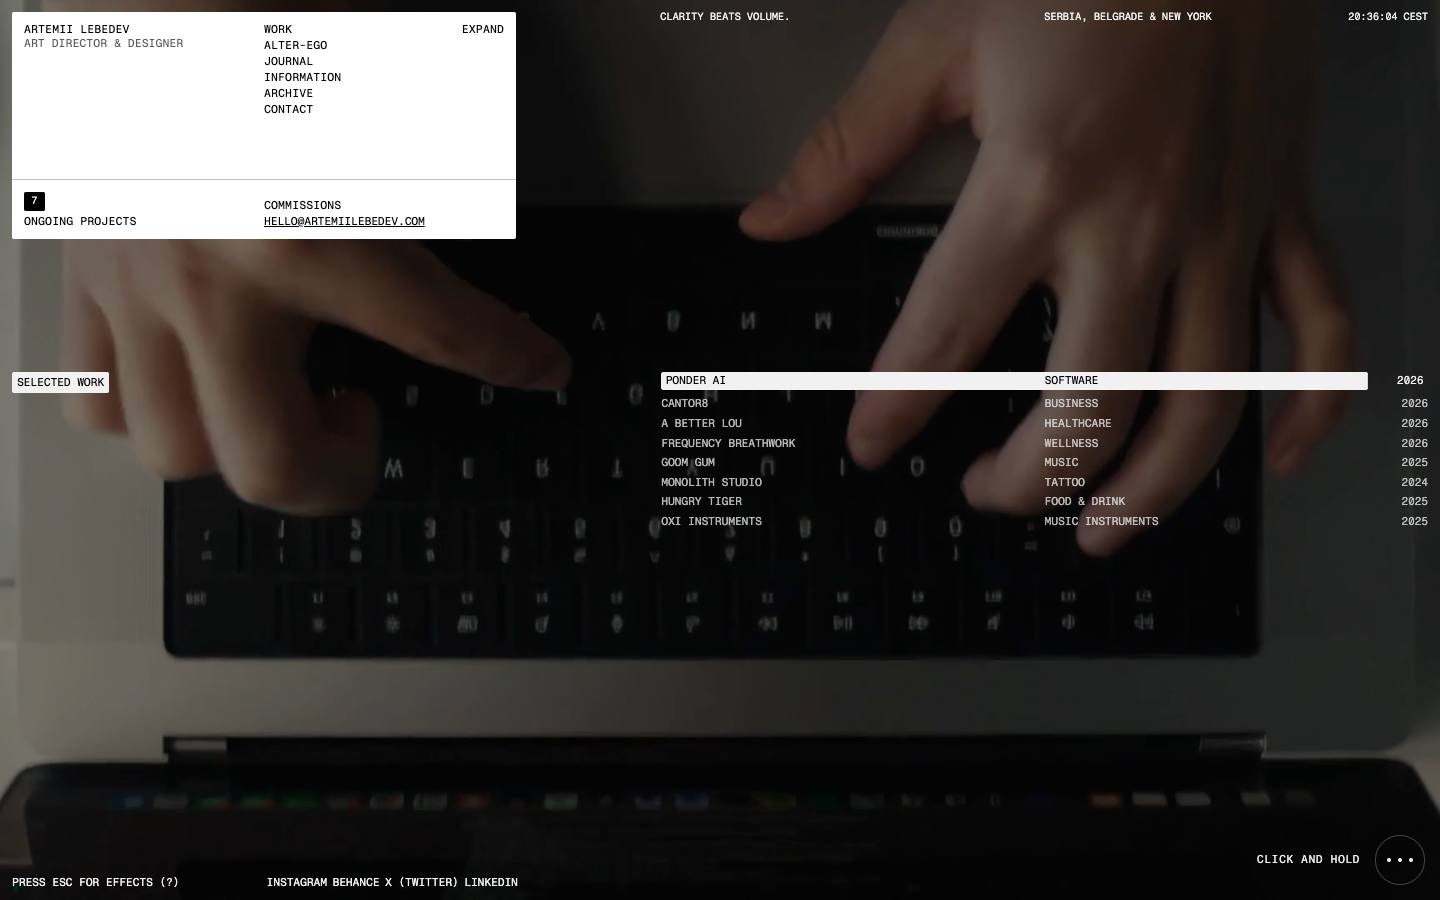 ARTEMII LEBEDEV
ART DIRECTOR & DESIGNER
WORK
ALTER-EGO
JOURNAL
INFORMATION
ARCHIVE
CONTACT
EXPAND
7
ONGOING PROJECTS
COMMISSIONS
HELLO@ARTEMIILEBEDEV.COM
CLARITY BEATS VOLUME.
SERBIA, BELGRADE & NEW YORK
20:36:04 CEST
SELECTED WORK
PONDER AI SOFTWARE 2026
CANTOR8 BUSINESS 2026
A BETTER LOU HEALTHCARE 2026
FREQUENCY BREATHWORK WELLNESS 2026
GOOM GUM MUSIC 2025
MONOLITH STUDIO TATTOO 2024
HUNGRY TIGER FOOD & DRINK 2025
OXI INSTRUMENTS MUSIC INSTRUMENTS 2025
CLICK AND HOLD
PRESS ESC FOR EFFECTS (?)
INSTAGRAM BEHANCE X (TWITTER) LINKEDIN